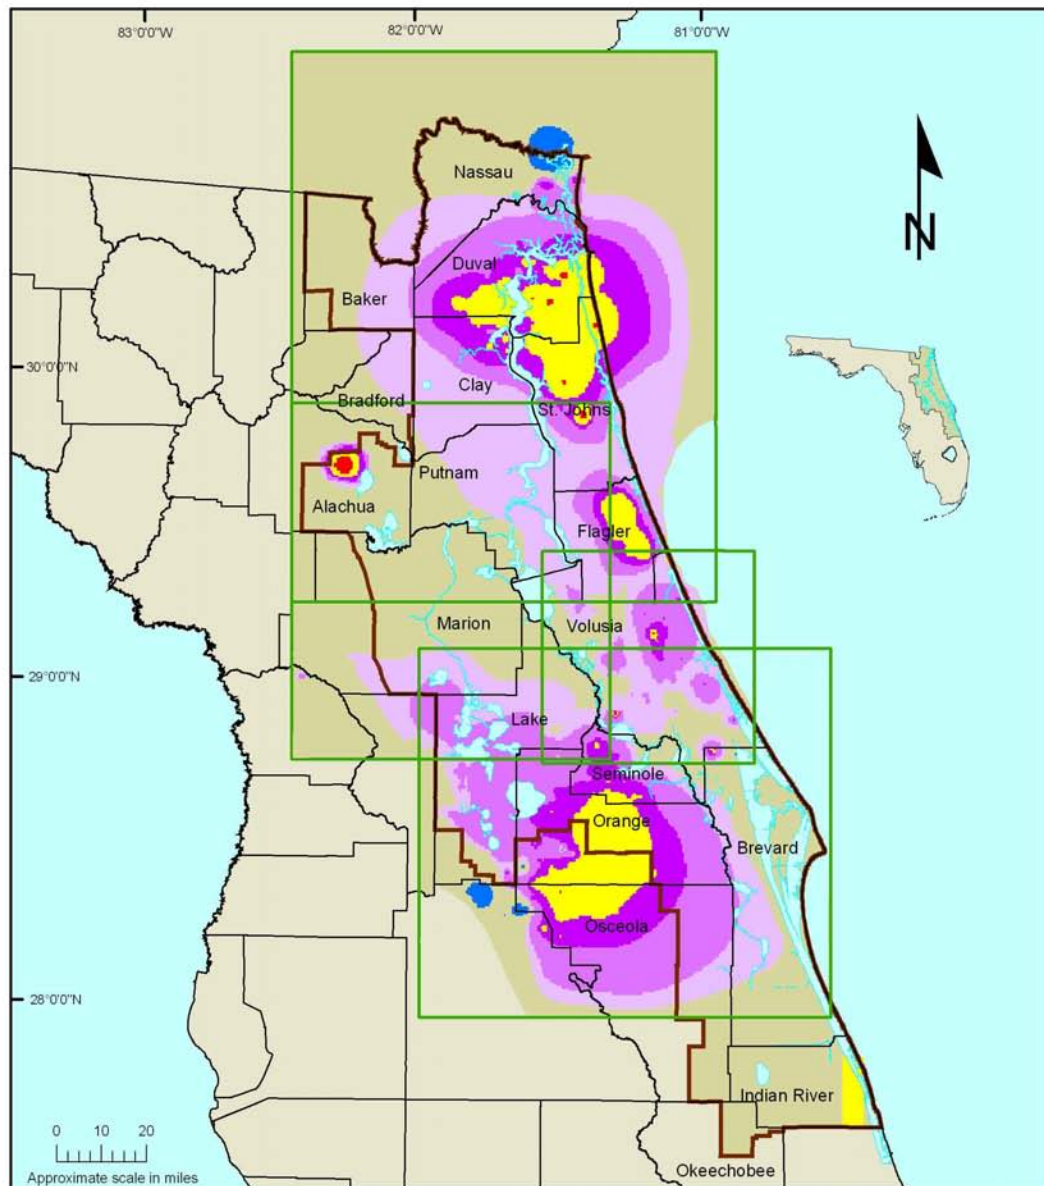 83°0'0"W
82°0'0"W
81°0'0"W
Nassau
N
Duval
Baker
30°0'0"N
Clay
Bradford
St. Johns
Putnam
Alachua
Flagler
Marion
Volusia
29°0'0"N
Lake
Seminole
Orange
Brevard
Osceola
28°0'0"N
Indian River
0 10 20
Approximate scale in miles
Okeechobee